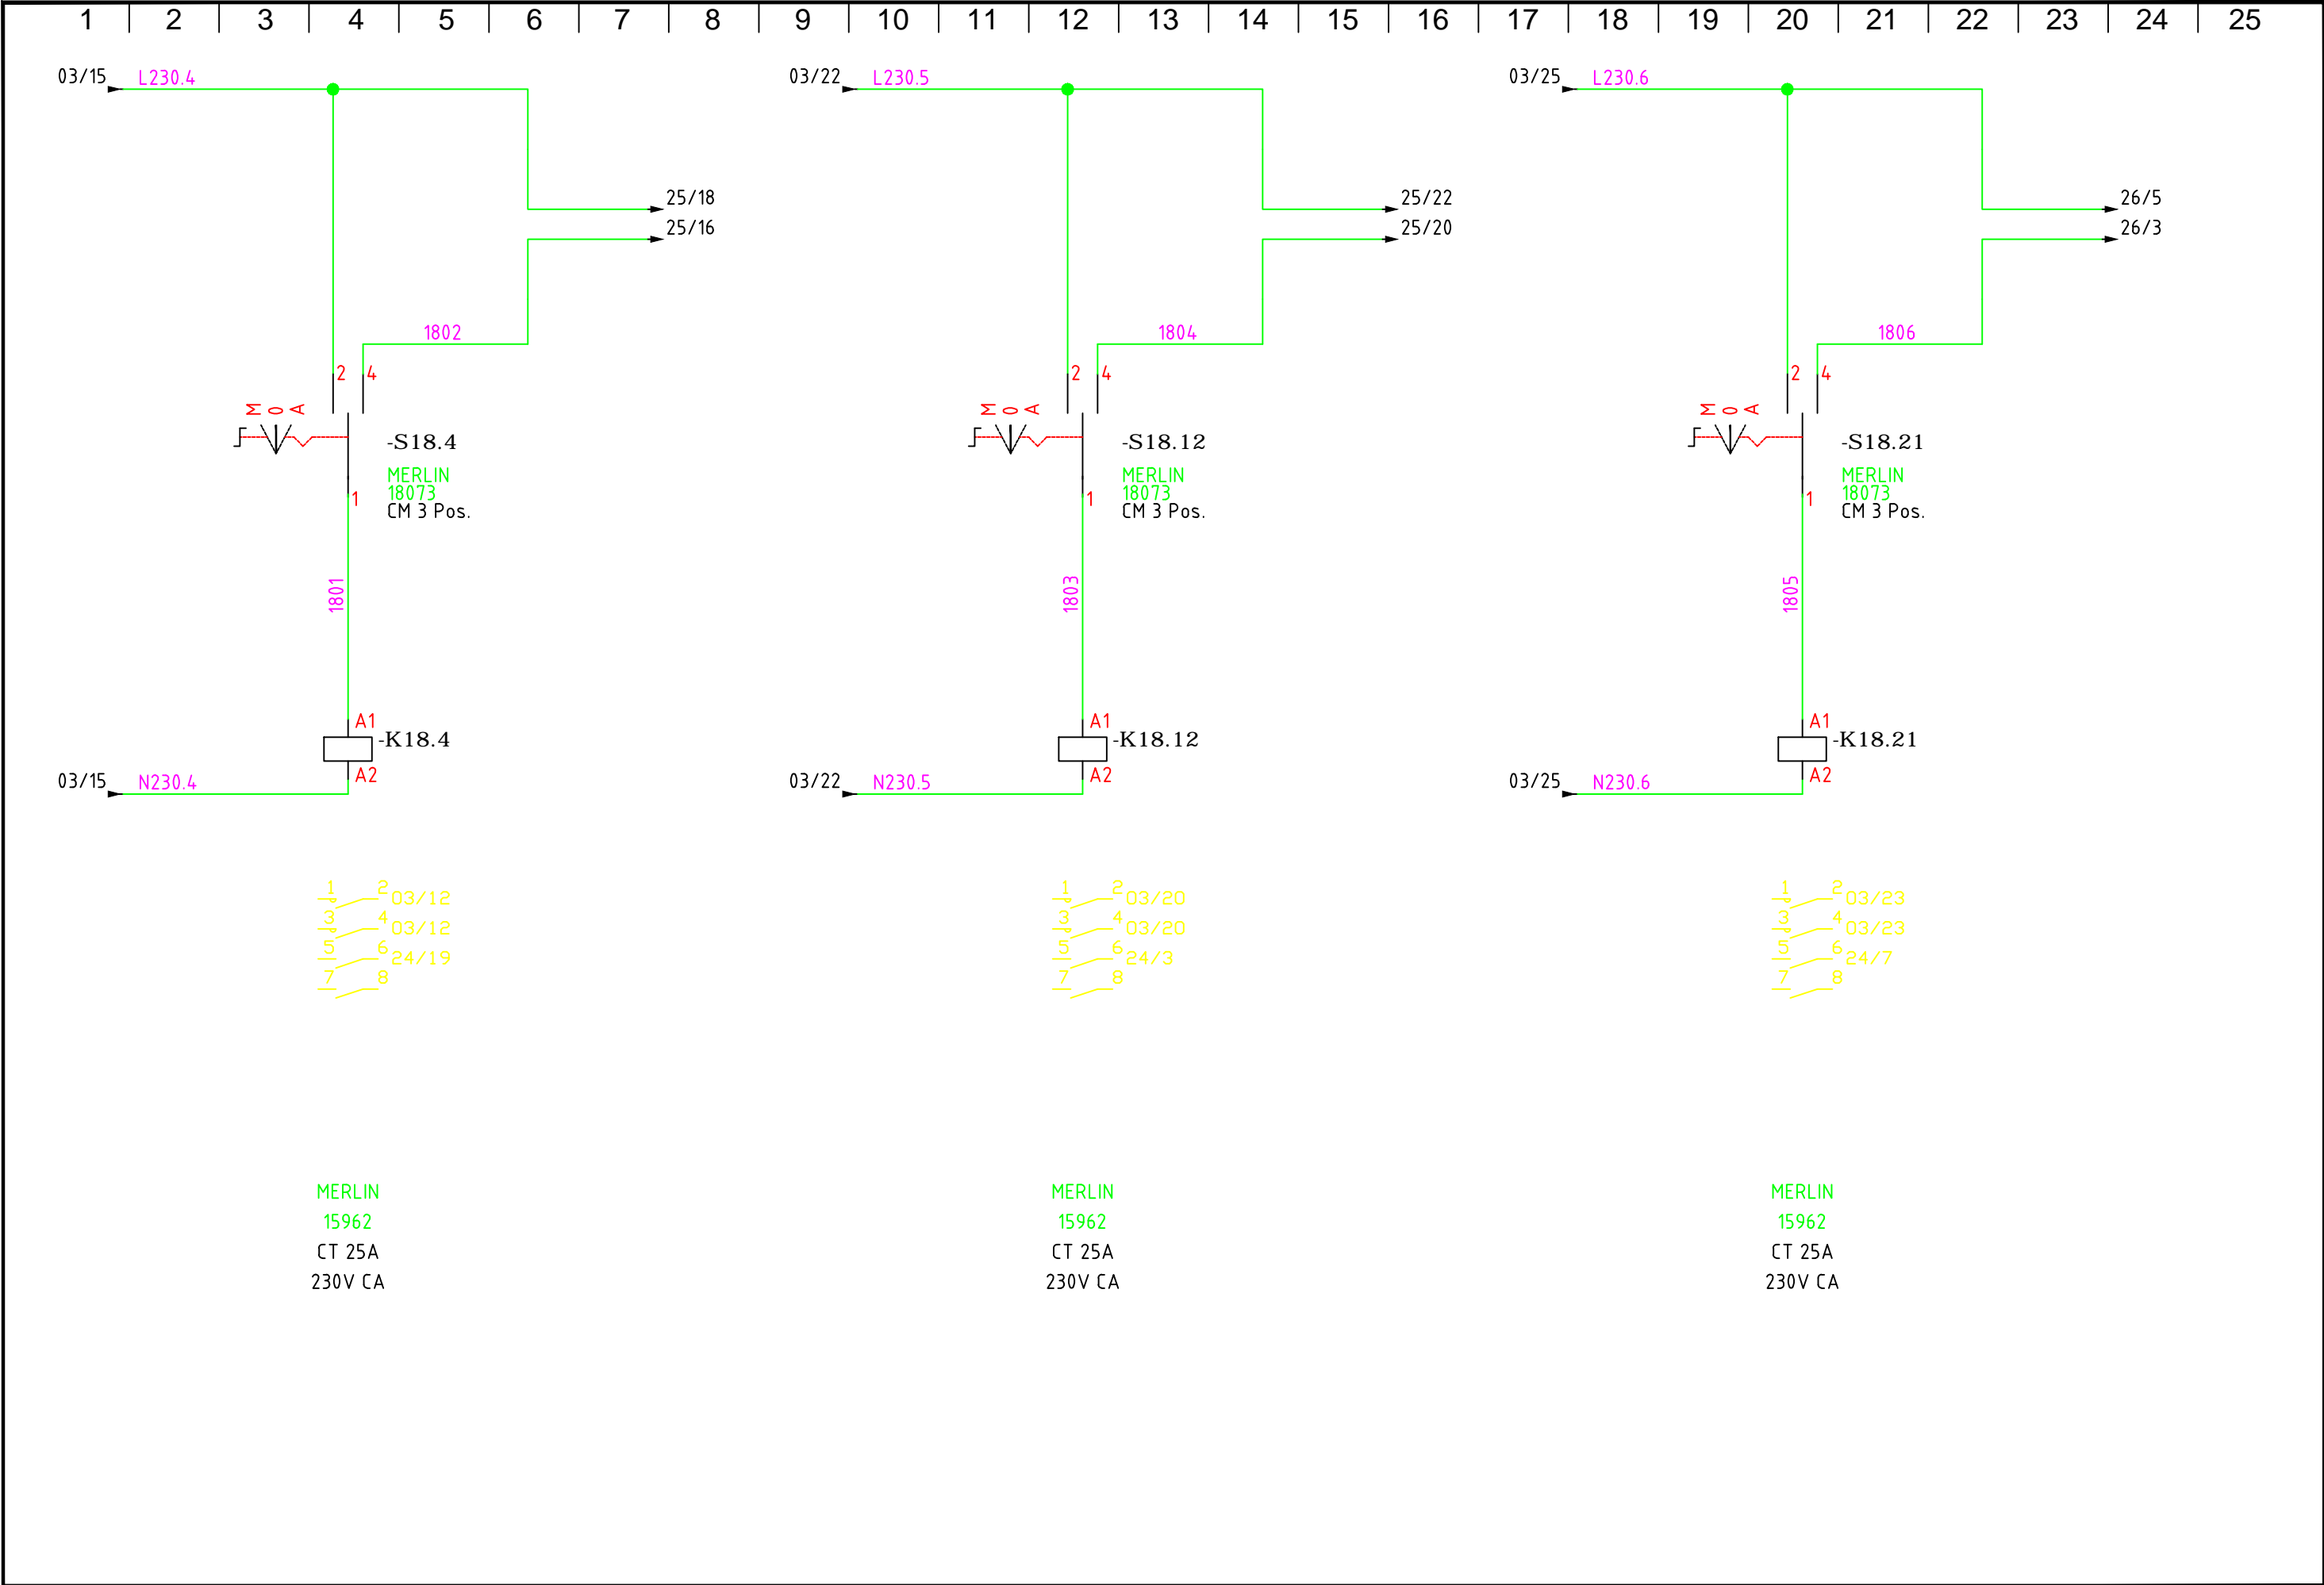 1 2 3 4 5 6 7 8 9 10 11 12 13 14 15 16 17 18 19 20 21 22 23 24 25
03/15 L230.4 03/22 L230.5 03/25 L230.6
25/18 25/22 26/5
25/16 25/20 26/3
1802 1804 1806
2 4 2 4 2 4
M 0 A M 0 A M 0 A
-S18.4 -S18.12 -S18.21
MERLIN MERLIN MERLIN
18073 18073 18073
1 CM 3 Pos. 1 CM 3 Pos. 1 CM 3 Pos.
1801 1803 1805
A1 A1 A1
-K18.4 -K18.12 -K18.21
A2 A2 A2
03/15 N230.4 03/22 N230.5 03/25 N230.6
1 2 03/12 1 2 03/20 1 2 03/23
3 4 03/12 3 4 03/20 3 4 03/23
5 6 24/19 5 6 24/3 5 6 24/7
7 8 7 8 7 8
MERLIN MERLIN MERLIN
15962 15962 15962
CT 25A CT 25A CT 25A
230V CA 230V CA 230V CA